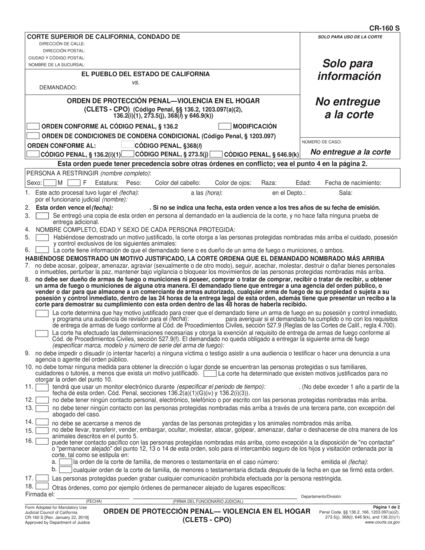 CR-160 S
CORTE SUPERIOR DE CALIFORNIA, CONDADO DE
SOLO PARA USO DE LA CORTE
DIRECCIÓN DE CALLE:
DIRECCIÓN POSTAL:
CIUDAD Y CÓDIGO POSTAL:
NOMBRE DE LA SUCURSAL:
Solo para información
EL PUEBLO DEL ESTADO DE CALIFORNIA
vs.
DEMANDADO:
No entregue a la corte
ORDEN DE PROTECCIÓN PENAL—VIOLENCIA EN EL HOGAR
(CLETS - CPO) (Código Penal, §§ 136.2, 1203.097(a)(2),
136.2(i)(1), 273.5(j), 368(l) y 646.9(k))
ORDEN CONFORME AL CÓDIGO PENAL, § 136.2 MODIFICACIÓN
ORDEN DE CONDICIONES DE CONDENA CONDICIONAL (Código Penal, § 1203.097)
ORDEN CONFORME AL: CÓDIGO PENAL, §368(l)
CÓDIGO PENAL, § 136.2(i)(1) CÓDIGO PENAL, § 273.5(j) CÓDIGO PENAL, § 646.9(k)
NÚMERO DE CASO:
No entregue a la corte
Esta orden puede tener precedencia sobre otras órdenes en conflicto; vea el punto 4 en la página 2.
PERSONA A RESTRINGIR (nombre completo):
Sexo: M F Estatura: Peso: Color del cabello: Color de ojos: Raza: Edad: Fecha de nacimiento:
1. Este acto procesal tuvo lugar el (fecha): a las (hora): en el Depto.: Sala:
por el funcionario judicial (nombre):
2. Esta orden vence el(fecha): . Si no se indica una fecha, esta orden vence a los tres años de su fecha de emisión.
3. Se entregó una copia de esta orden en persona al demandado en la audiencia de corte, y no hace falta ninguna prueba de
entrega adicional.
4. NOMBRE COMPLETO, EDAD Y SEXO DE CADA PERSONA PROTEGIDA:
5. Habiéndose demostrado un motivo justificado, la corte otorga a las personas protegidas nombradas más arriba el cuidado, posesión
y control exclusivos de los siguientes animales:
6. La corte tiene información de que el demandado tiene o es dueño de un arma de fuego o municiones, o ambos.
HABIÉNDOSE DEMOSTRADO UN MOTIVO JUSTIFICADO, LA CORTE ORDENA QUE EL DEMANDADO NOMBRADO MÁS ARRIBA
7. no debe acosar, golpear, amenazar, agraviar (sexualmente o de otro modo), seguir, acechar, molestar, destruir o dañar bienes personales
o inmuebles, perturbar la paz, mantener bajo vigilancia o bloquear los movimientos de las personas protegidas nombradas más arriba.
8. no debe ser dueño de armas de fuego o municiones ni poseer, comprar o tratar de comprar, recibir o tratar de recibir, u obtener
un arma de fuego o municiones de alguna otra manera. El demandado tiene que entregar a una agencia del orden público, o
vender o dar para que almacene a un comerciante de armas autorizado, cualquier arma de fuego de su propiedad o sujeta a su
posesión y control inmediato, dentro de las 24 horas de la entrega legal de esta orden, además tiene que presentar un recibo a la
corte para demostrar su cumplimiento con esta orden dentro de las 48 horas de haberla recibido.
La corte determina que hay motivo justificado para creer que el demandado tiene un arma de fuego en su posesión y control inmediato,
y programa una audiencia de revisión para el (fecha): para averiguar si el demandado ha cumplido o no con los requisitos
de entrega de armas de fuego conforme al Cód. de Procedimientos Civiles, sección 527.9 (Reglas de las Cortes de Calif., regla 4.700).
La corte ha efectuado las determinaciones necesarias y otorga la exención al requisito de entrega de armas de fuego conforme al
Cód. de Procedimientos Civiles, sección 527.9(f). El demandado no queda obligado a entregar la siguiente arma de fuego
(especificar marca, modelo y número de serie del arma de fuego):
9. no debe impedir o disuadir (o intentar hacerlo) a ninguna víctima o testigo asistir a una audiencia o testificar o hacer una denuncia a una
agencia o agente del orden público.
10. no debe tomar ninguna medida para obtener la dirección o lugar donde se encuentran las personas protegidas o sus familiares,
cuidadores o tutores, a menos que exista un motivo justificado. La corte ha determinado que existen motivos justificados para no
otorgar la orden del punto 10.
11. tendrá que usar un monitor electrónico durante (especificar el período de tiempo): . (No debe exceder 1 año a partir de la
fecha de esta orden. Cód. Penal, secciones 136.2(a)(1)(G)(iv) y 136.2(i)(3)).
12. no debe tener ningún contacto personal, electrónico, telefónico o por escrito con las personas protegidas nombradas más arriba.
13. no debe tener ningún contacto con las personas protegidas nombradas más arriba a través de una tercera parte, con excepción del
abogado del caso.
14. no debe se acercarse a menos de yardas de las personas protegidas y los animales nombrados más arriba.
15. no debe llevar, transferir, vender, embargar, ocultar, molestar, atacar, golpear, amenazar, dañar o deshacerse de otra manera de los
animales descritos en el punto 5.
16. puede tener contacto pacífico con las personas protegidas nombradas más arriba, como excepción a la disposición de "no contactar"
o "permanecer alejado" del punto 12, 13 o 14 de esta orden, solo para el intercambio seguro de los hijos y visitación ordenada por la
corte, tal como se estipula en:
a. la orden de la corte de familia, de menores o testamentaria en el caso número: emitida el (fecha):
b. cualquier orden de la corte de familia, de menores o testamentaria dictada después de la fecha en que se firmó esta orden.
17. Las personas protegidas pueden grabar cualquier comunicación prohibida efectuada por la persona restringida.
18. Otras órdenes, como por ejemplo órdenes de permanecer alejado de lugares específicos:
Firmada el:
(FECHA) (FIRMA DEL FUNCIONARIO JUDICIAL) Departamento/División
Página 1 de 2
Form Adopted for Mandatory Use
Judicial Council of California
CR-160 S [Rev. January 22, 2019]
Approved by Department of Justice
ORDEN DE PROTECCIÓN PENAL— VIOLENCIA EN EL HOGAR
(CLETS - CPO)
Penal Code, §§ 136.2, 166, 1203.097(a)(2),
273.5(j), 368(l), 646.9(k), and 136.2(i)(1)
www.courts.ca.gov